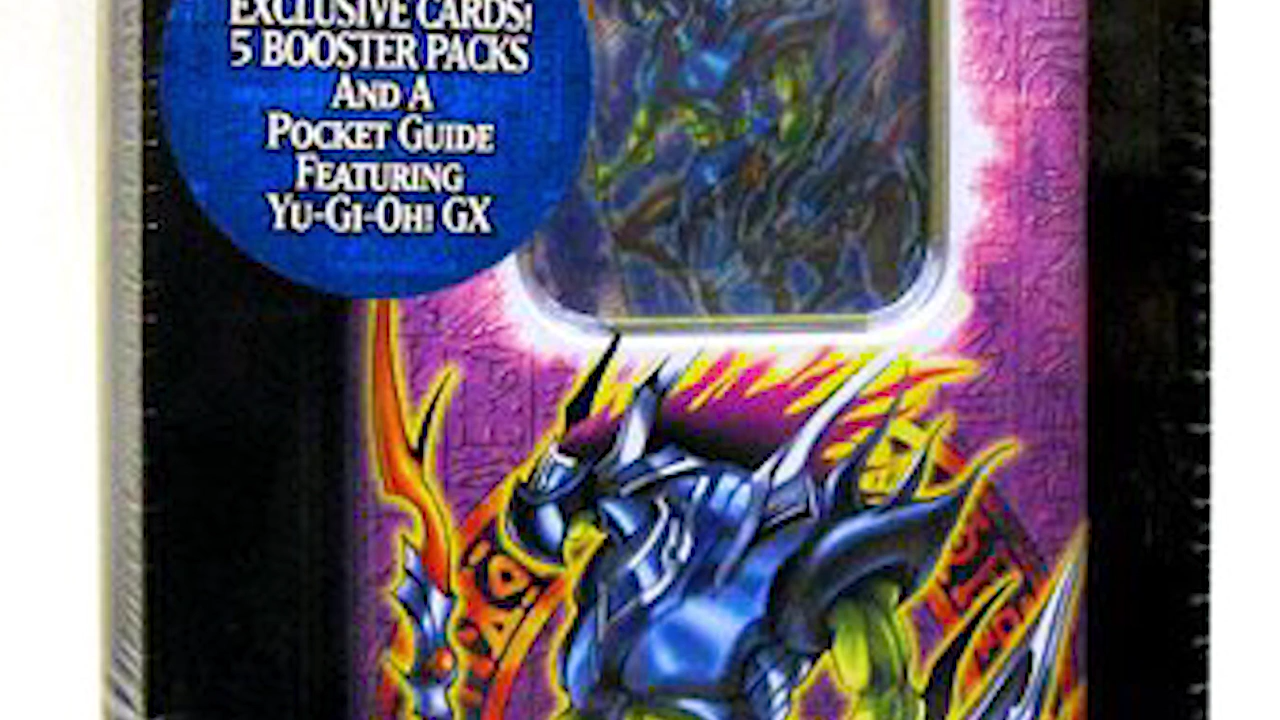 EXCLUSIVE CARDS!
5 BOOSTER PACKS
AND A
POCKET GUIDE
FEATURING
YU-GI-OH! GX